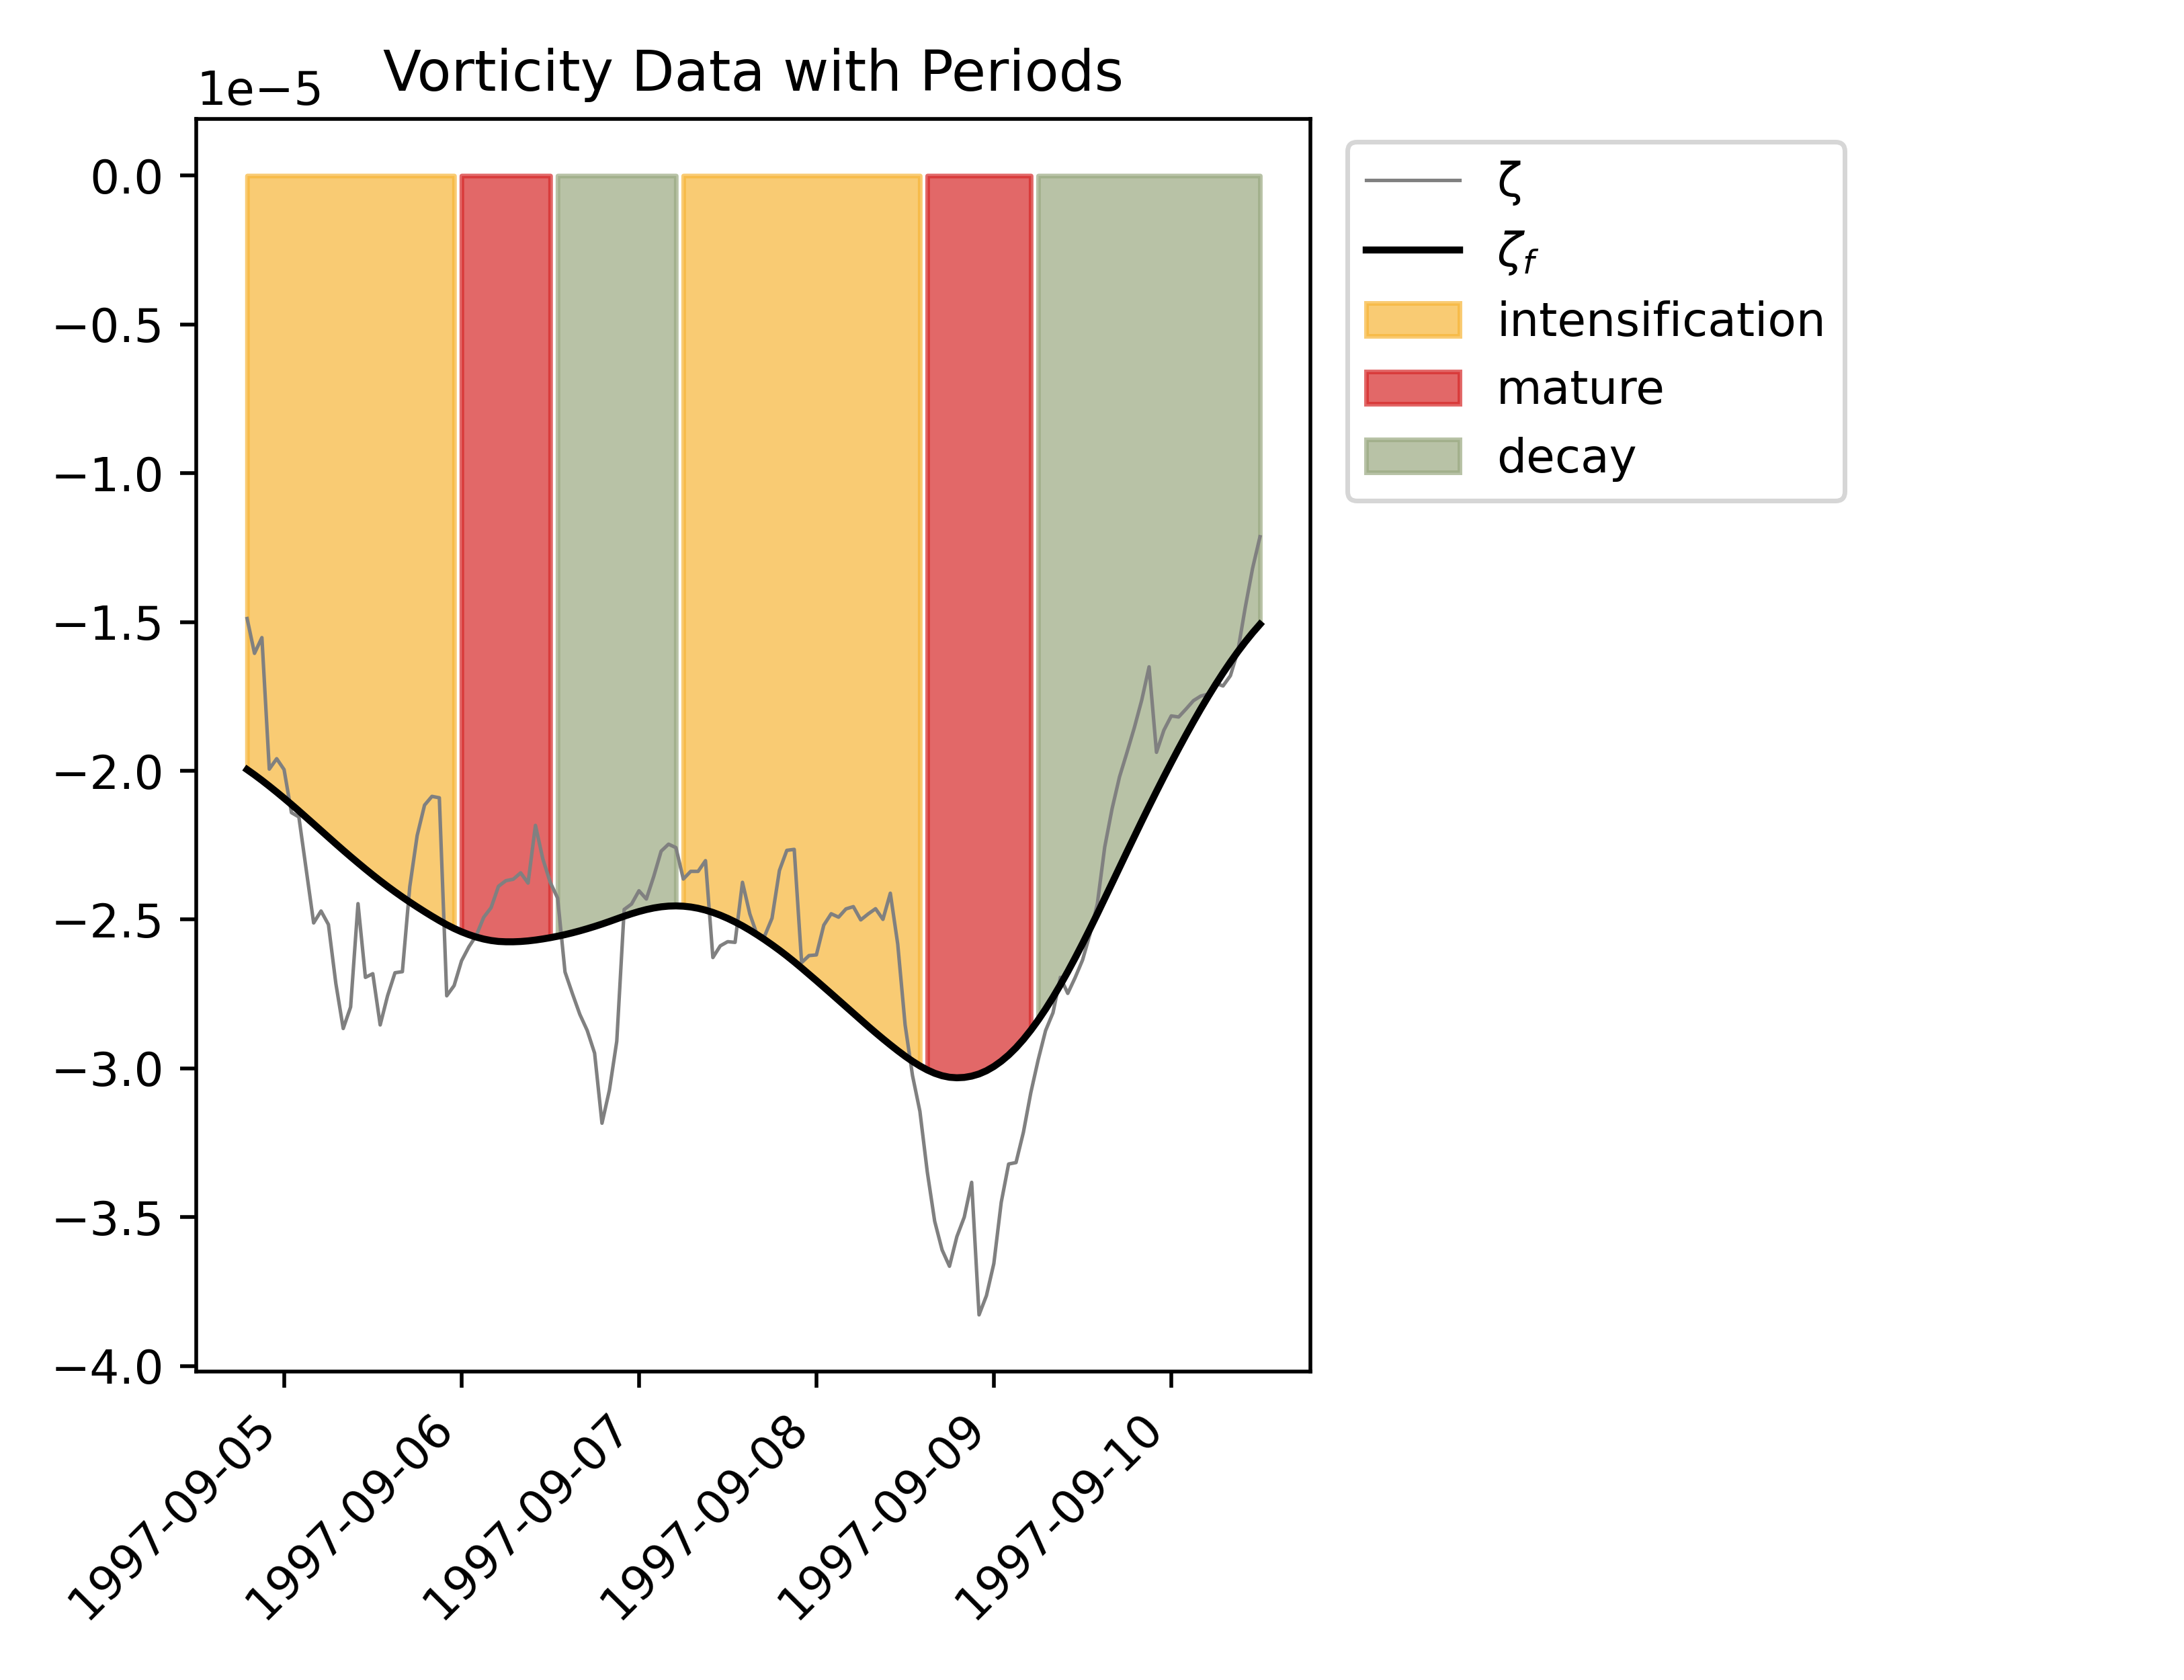 Vorticity Data with Periods
1e−5
0.0
−0.5
−1.0
−1.5
−2.0
−2.5
−3.0
−3.5
−4.0
1997-09-05
1997-09-06
1997-09-07
1997-09-08
1997-09-09
1997-09-10
ζ
ζf
intensification
mature
decay